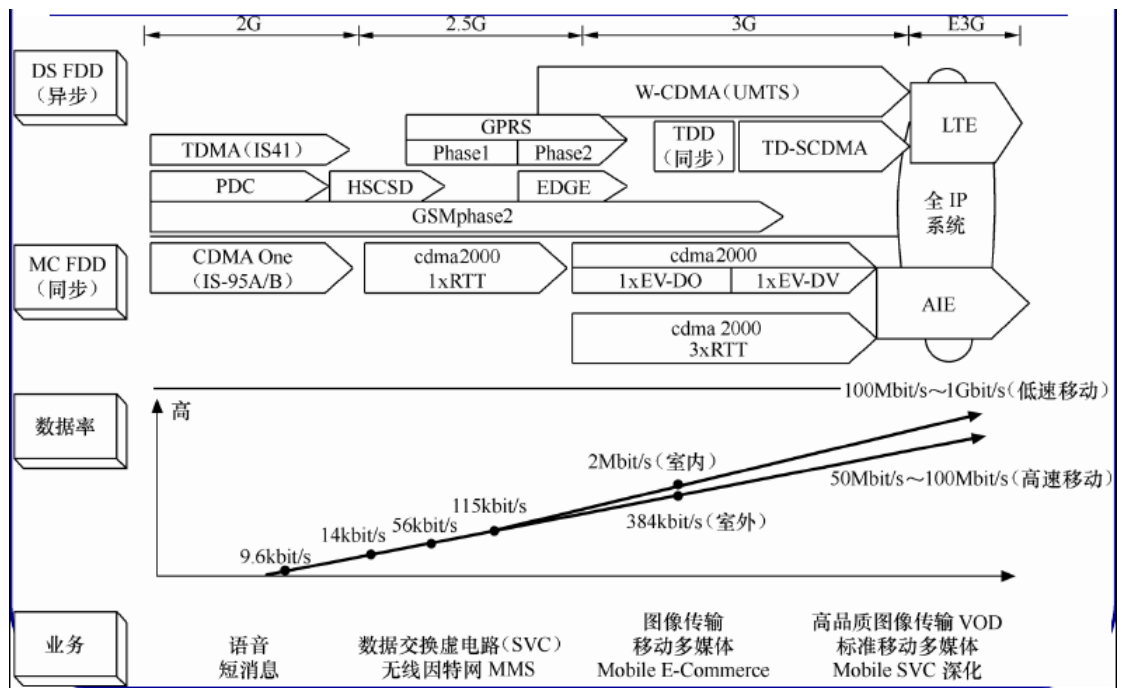 2G
2.5G
3G
E3G
DS FDD
（异步）
W-CDMA（UMTS）
LTE
GPRS
Phase1
Phase2
TDD
（同步）
TD-SCDMA
TDMA（IS41）
PDC
HSCSD
EDGE
GSMphase2
全 IP
系统
MC FDD
（同步）
CDMA One
（IS-95A/B）
cdma2000
1xRTT
cdma2000
1xEV-DO
1xEV-DV
AIE
cdma 2000
3xRTT
数据率
高
100Mbit/s～1Gbit/s（低速移动）
2Mbit/s（室内）
50Mbit/s～100Mbit/s（高速移动）
115kbit/s
384kbit/s（室外）
56kbit/s
14kbit/s
9.6kbit/s
业务
语音
短消息
数据交换虚电路（SVC）
无线因特网 MMS
图像传输
移动多媒体
Mobile E-Commerce
高品质图像传输 VOD
标准移动多媒体
Mobile SVC 深化